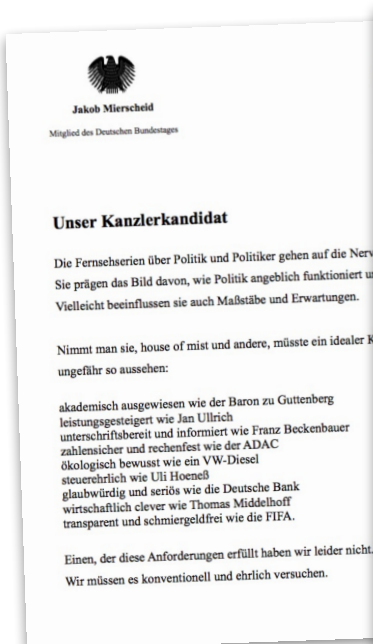 Jakob Mierscheid
Mitglied des Deutschen Bundestages
Unser Kanzlerkandidat
Die Fernsehserien über Politik und Politiker gehen auf die Nerv
Sie prägen das Bild davon, wie Politik angeblich funktioniert u
Vielleicht beeinflussen sie auch Maßstäbe und Erwartungen.
Nimmt man sie, house of mist und andere, müsste ein idealer K
ungefähr so aussehen:
akademisch ausgewiesen wie der Baron zu Guttenberg
leistungsgesteigert wie Jan Ullrich
unterschriftsbereit und informiert wie Franz Beckenbauer
zahlensicher und rechenfest wie der ADAC
ökologisch bewusst wie ein VW-Diesel
steuerehrlich wie Uli Hoeneß
glaubwürdig und seriös wie die Deutsche Bank
wirtschaftlich clever wie Thomas Middelhoff
transparent und schmiergeldfrei wie die FIFA.
Einen, der diese Anforderungen erfüllt haben wir leider nicht.
Wir müssen es konventionell und ehrlich versuchen.